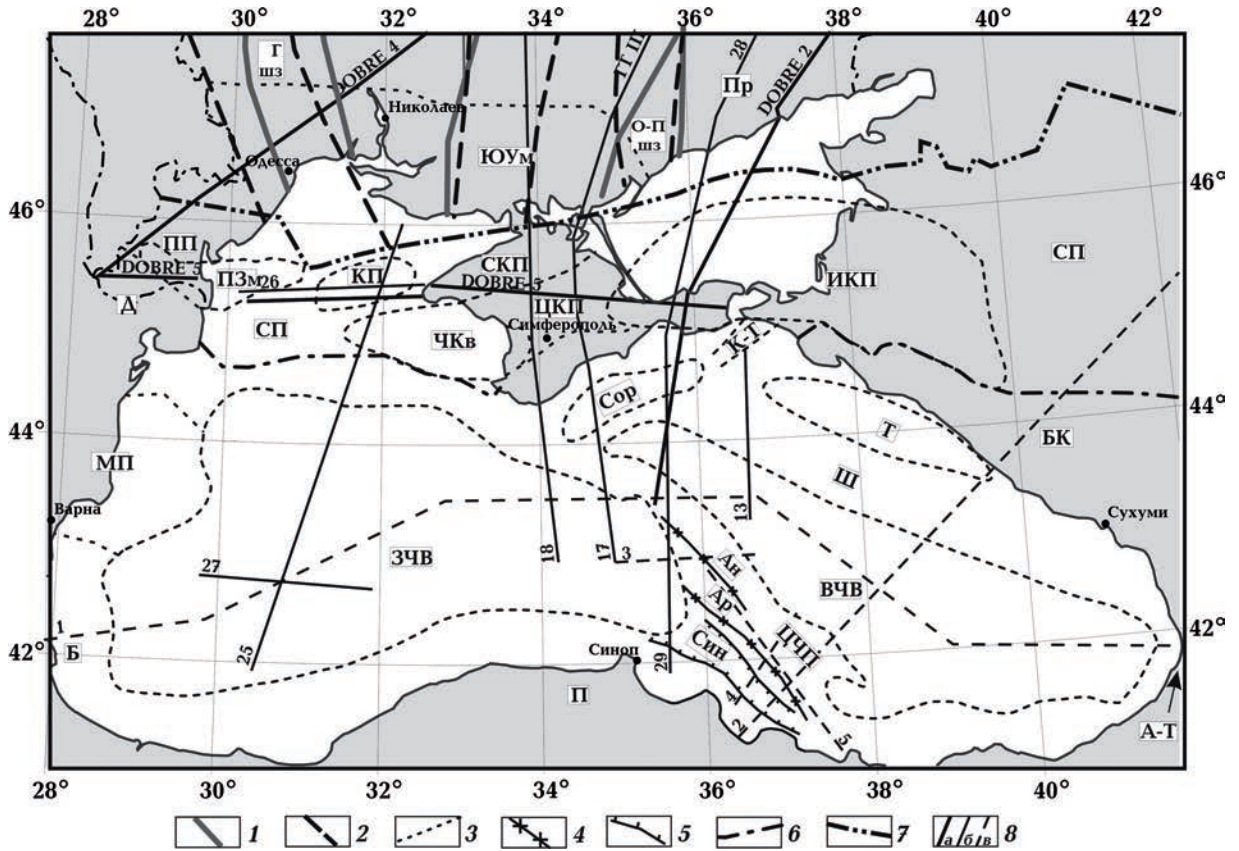 28° 30° 32° 34° 36° 38° 40° 42°
Г
шз
DOBRE 4
ТГ Ш
28
DOBRE 2
Пр
Николаев
О-П
шз
ЮУм
Одесса
46° 46°
ПП
СП
DOBRE 5
ПЗм
26
КП
СКП
DOBRE-5
ИКП
Д
ЦКП
СП
ЧКв
Симферополь
К-Т
Сор
44° 44°
Т
БК
МП
Ш
Варна
13
Сухуми
18
17
3
27
ЗЧВ
Ан
ВЧВ
Ар
1
ЦЧП
42° 42°
Б
25
Синоп
Син
29
П
4
2
5
А-Т
28° 30° 32° 34° 36° 38° 40°
1 2 3 4 5 6 7 а б в 8